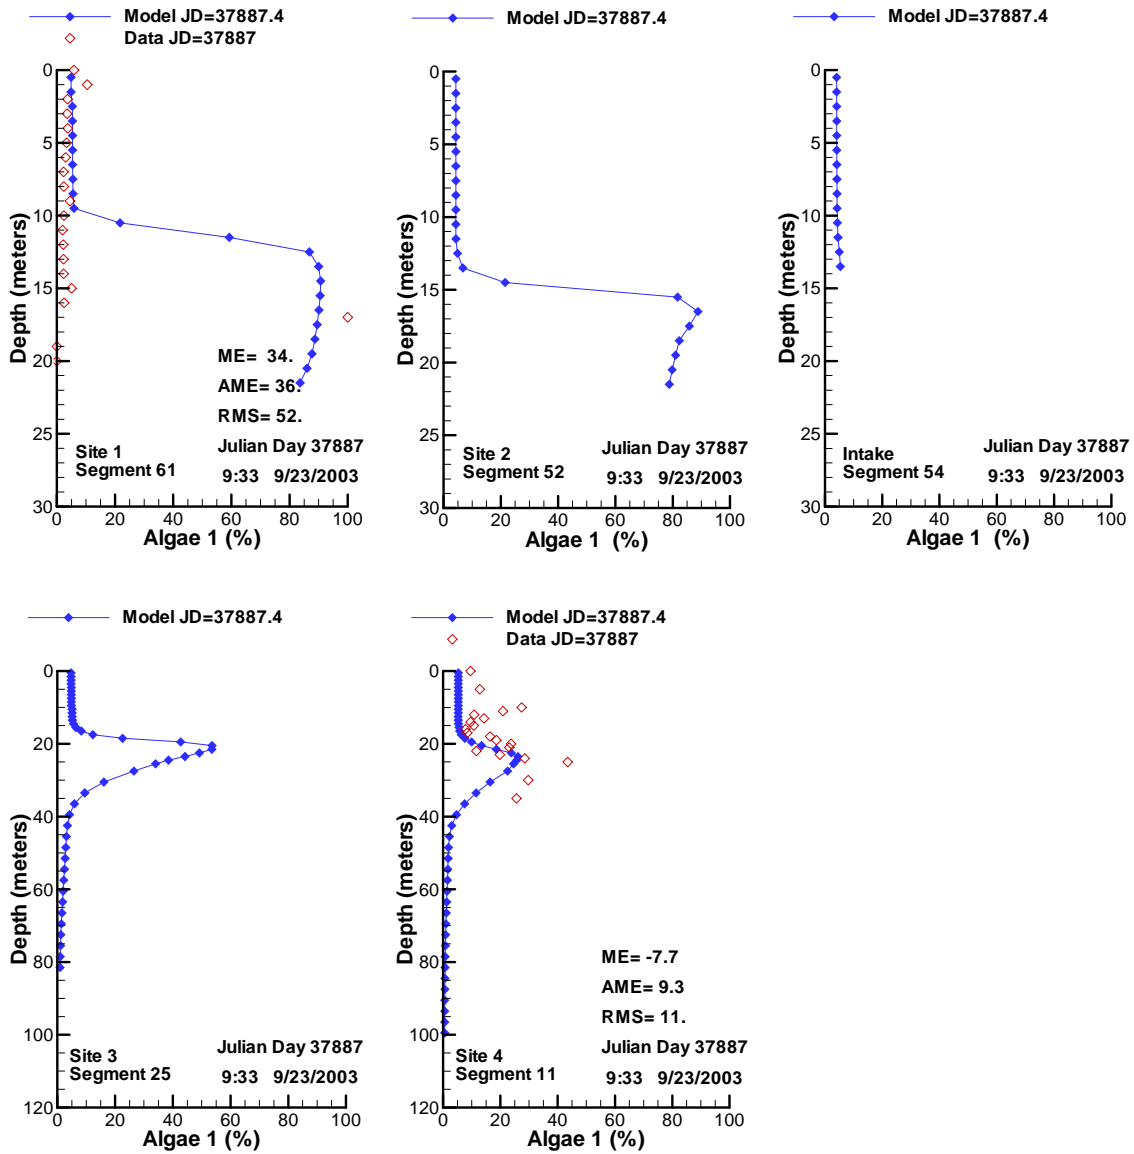 Model JD=37887.4
Data JD=37887
0
5
10
15
20
25
30
0
20
40
60
80
100
Depth (meters)
Algae 1 (%)
ME= 34.
AME= 36.
RMS= 52.
Site 1
Segment 61
Julian Day 37887
9:33 9/23/2003
Model JD=37887.4
0
5
10
15
20
25
30
0
20
40
60
80
100
Depth (meters)
Algae 1 (%)
Site 2
Segment 52
Julian Day 37887
9:33 9/23/2003
Model JD=37887.4
0
5
10
15
20
25
30
0
20
40
60
80
100
Depth (meters)
Algae 1 (%)
Intake
Segment 54
Julian Day 37887
9:33 9/23/2003
Model JD=37887.4
0
20
40
60
80
100
120
0
20
40
60
80
100
Depth (meters)
Algae 1 (%)
Site 3
Segment 25
Julian Day 37887
9:33 9/23/2003
Model JD=37887.4
Data JD=37887
0
20
40
60
80
100
120
0
20
40
60
80
100
Depth (meters)
Algae 1 (%)
ME= -7.7
AME= 9.3
RMS= 11.
Site 4
Segment 11
Julian Day 37887
9:33 9/23/2003